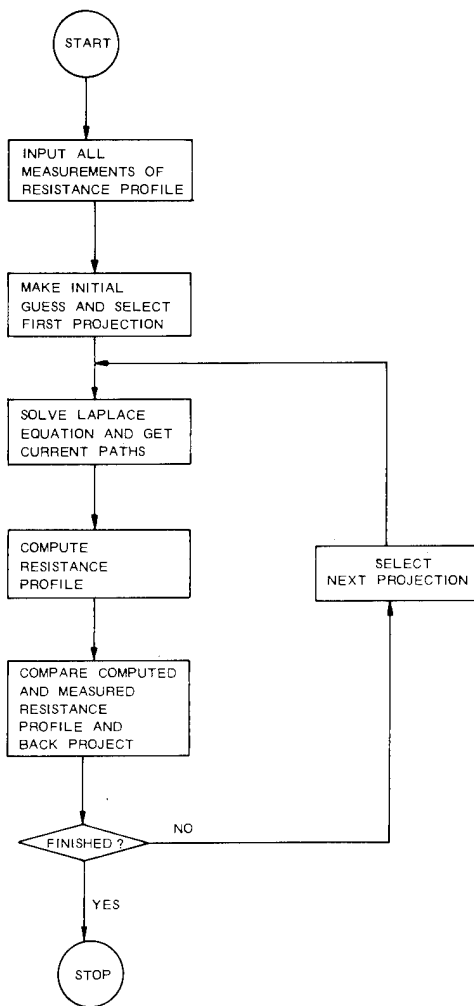 START
INPUT ALL
MEASUREMENTS OF
RESISTANCE PROFILE
MAKE INITIAL
GUESS AND SELECT
FIRST PROJECTION
SOLVE LAPLACE
EQUATION AND GET
CURRENT PATHS
COMPUTE
RESISTANCE
PROFILE
SELECT
NEXT PROJECTION
COMPARE COMPUTED
AND MEASURED
RESISTANCE
PROFILE AND
BACK PROJECT
FINISHED ?
NO
YES
STOP